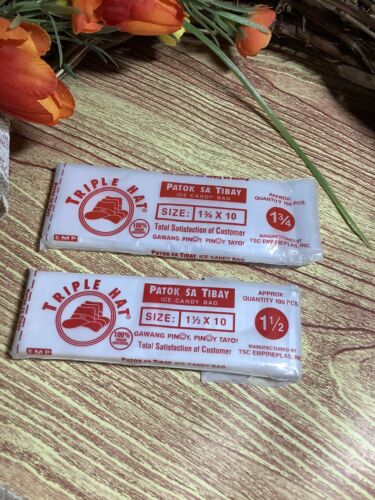 TRIPLE HAT
®
EMP
100%
PATOK SA TIBAY
ICE CANDY BAG
SIZE: 1¾ X 10
Total Satisfaction of Customer
GAWANG PINOY, PINOY TAYO!
APPROX:
QUANTITY 100 PCS.
1¾
MANUFACTURED BY
TSC EMPIREPLAS, INC.
PATOK SA TIBAY ICE CANDY BAG
TRIPLE HAT
EMP
100%
PATOK SA TIBAY
ICE CANDY BAG
SIZE: 1½ X 10
GAWANG PINOY, PINOY TAYO!
Total Satisfaction of Customer
APPROX:
QUANTITY 100 PCS.
1½
MANUFACTURED BY
TSC EMPIREPLAS, INC.
PATOK SA TIBAY ICE CANDY BAG